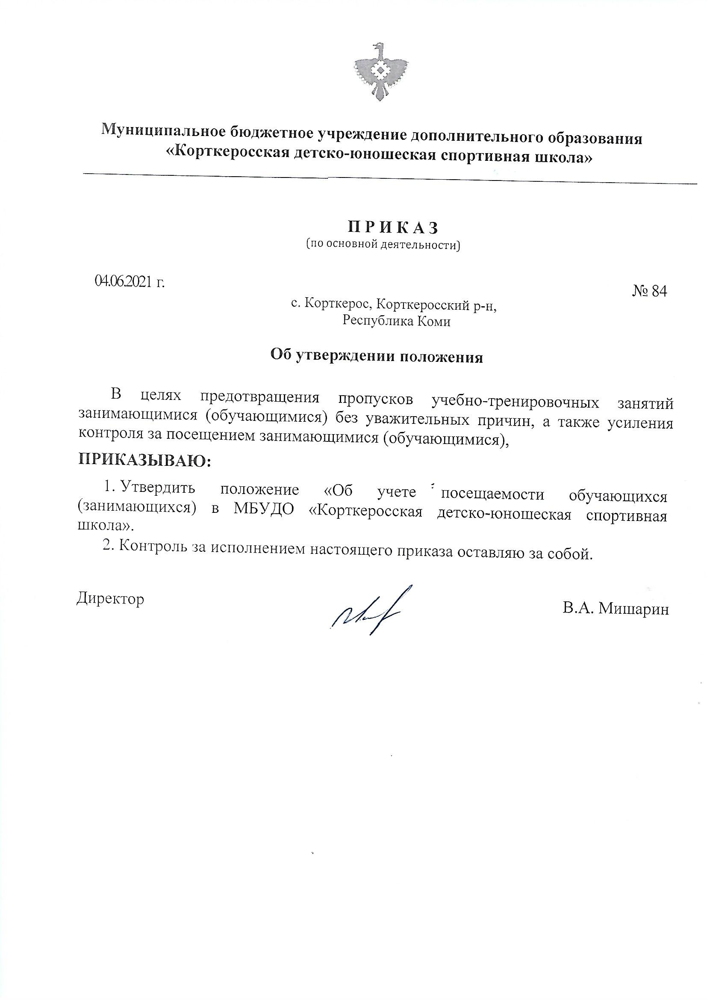 Муниципальное бюджетное учреждение дополнительного образования
«Корткеросская детско-юношеская спортивная школа»
П Р И К А З
(по основной деятельности)
04.06.2021 г.
№ 84
с. Корткерос, Корткеросский р-н,
Республика Коми
Об утверждении положения
В целях предотвращения пропусков учебно-тренировочных занятий
занимающимися (обучающимися) без уважительных причин, а также усиления
контроля за посещением занимающимися (обучающимися),
ПРИКАЗЫВАЮ:
1. Утвердить положение «Об учете посещаемости обучающихся
(занимающихся) в МБУДО «Корткеросская детско-юношеская спортивная
школа».
2. Контроль за исполнением настоящего приказа оставляю за собой.
Директор
В.А. Мишарин